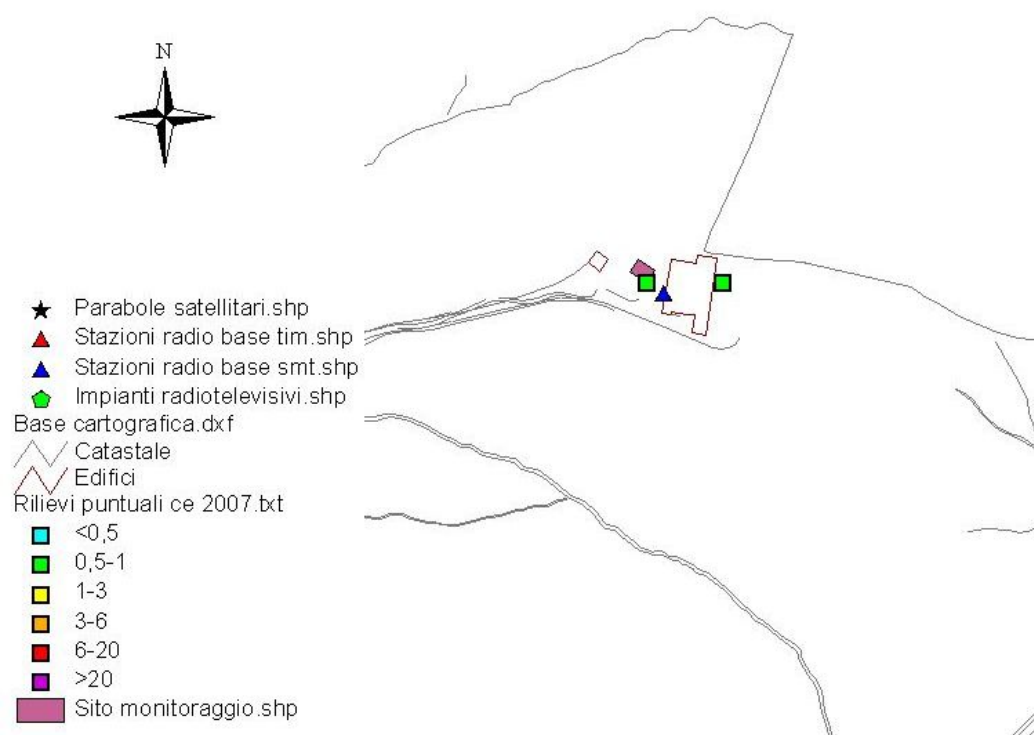 N
Parabole satellitari.shp
Stazioni radio base tim.shp
Stazioni radio base smt.shp
Impianti radiotelevisivi.shp
Base cartografica.dxf
Catastale
Edifici
Rilievi puntuali ce 2007.txt
<0,5
0,5-1
1-3
3-6
6-20
>20
Sito monitoraggio.shp